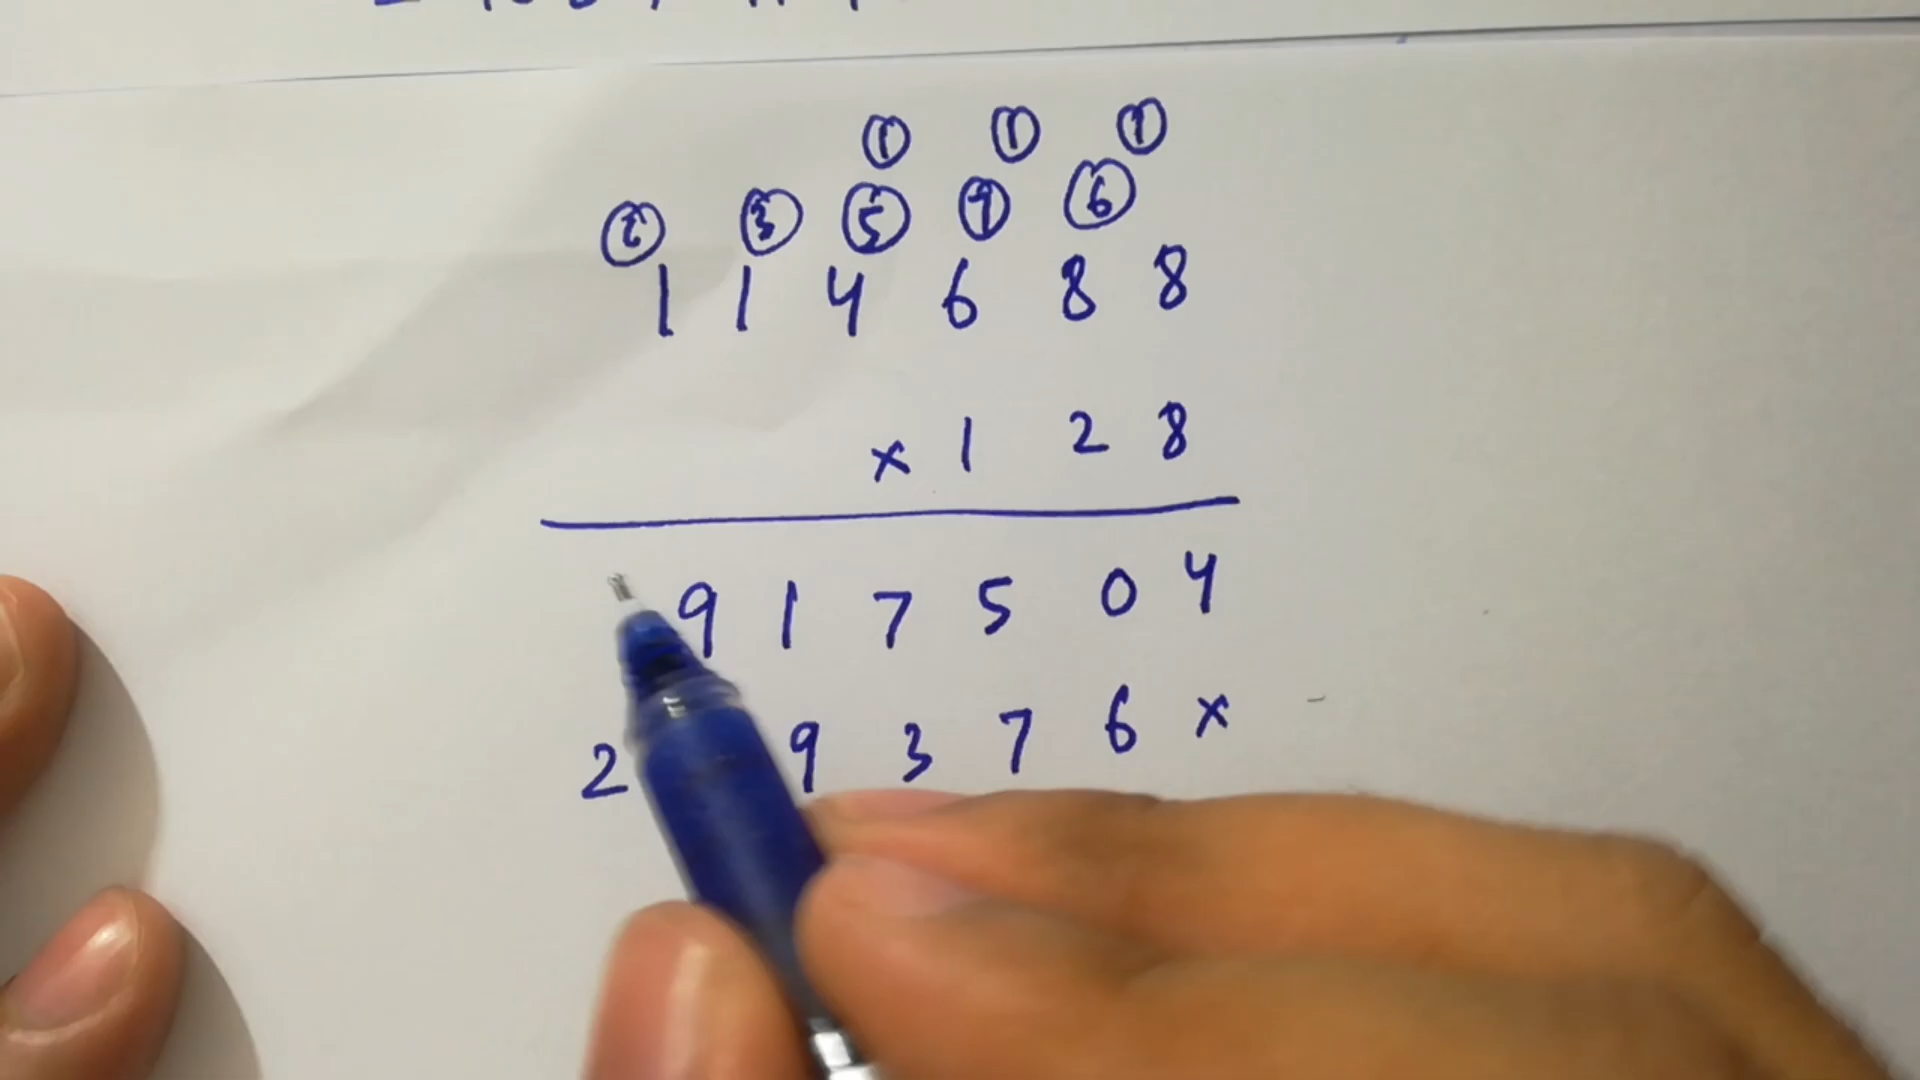 ① ① ①
② ③ ⑤ ⑦ ⑥
1 1 4 6 8 8
× 1 2 8
9 1 7 5 0 4
2 9 3 7 6 ×